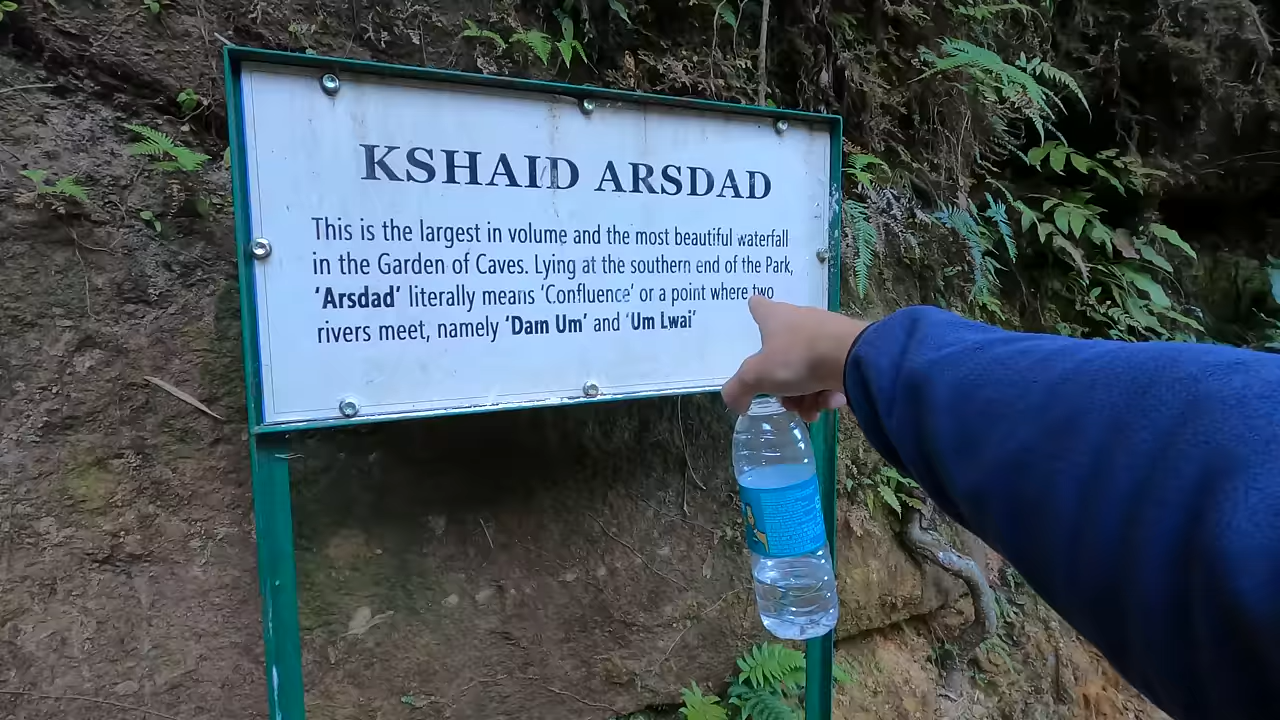 KSHAID ARSDAD
This is the largest in volume and the most beautiful waterfall
in the Garden of Caves. Lying at the southern end of the Park,
'Arsdad' literally means 'Confluence' or a point where two
rivers meet, namely 'Dam Um' and 'Um Lwai'